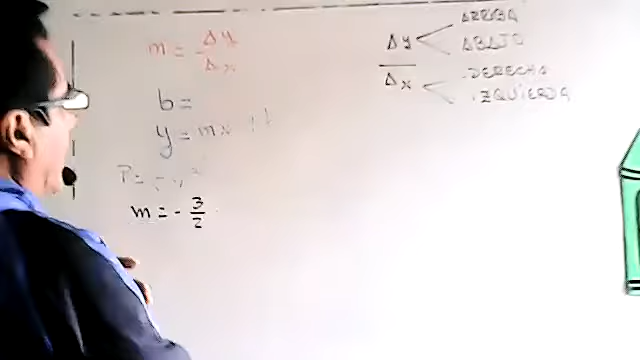 m = Δy/Δx
b =
y = mx + b
m = - 3/2
Δy/Δx
ARRIBA
ABAJO
.DERECHA
.IZQUIERDA